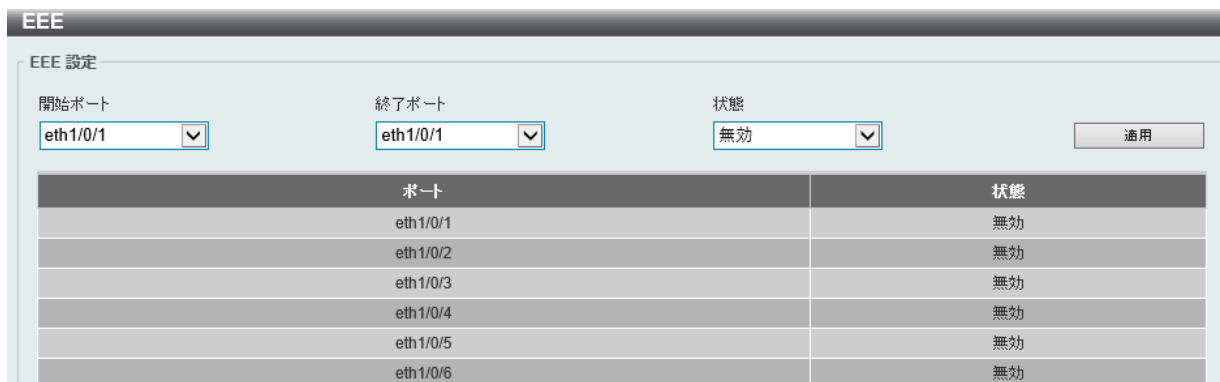 EEE
EEE 設定
開始ポート 終了ポート 状態
eth1/0/1 eth1/0/1 無効 適用
ポート 状態
eth1/0/1 無効
eth1/0/2 無効
eth1/0/3 無効
eth1/0/4 無効
eth1/0/5 無効
eth1/0/6 無効